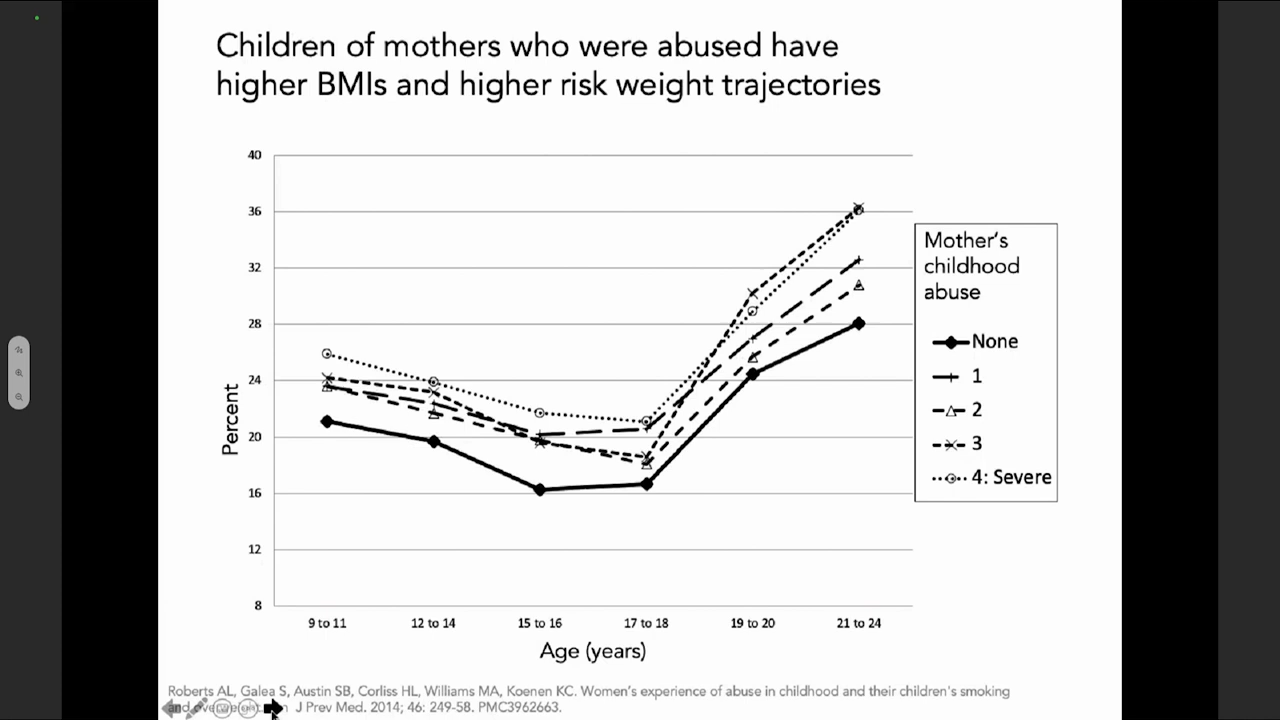 Children of mothers who were abused have
higher BMIs and higher risk weight trajectories
40
36
32
28
24
20
16
12
8
Percent
9 to 11
12 to 14
15 to 16
17 to 18
19 to 20
21 to 24
Age (years)
Mother's
childhood
abuse
None
1
2
3
4: Severe
Roberts AL, Galea S, Austin SB, Corliss HL, Williams MA, Koenen KC. Women's experience of abuse in childhood and their children's smoking
and J Prev Med. 2014; 46: 249-58. PMC3962663.